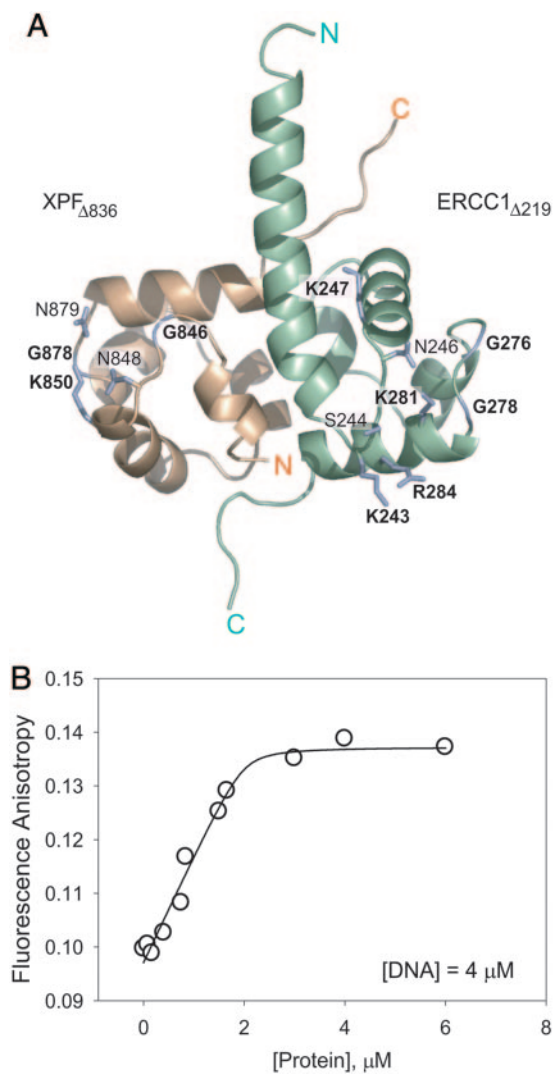 A
N
C
XPFΔ836
ERCC1Δ219
K247
N879
G846
N246
G276
G878
N848
K850
K281
G278
S244
N
R284
K243
C
B
0.15
0.14
0.13
0.12
0.11
0.10
0.09
Fluorescence Anisotropy
[DNA] = 4 μM
0 2 4 6 8
[Protein], μM